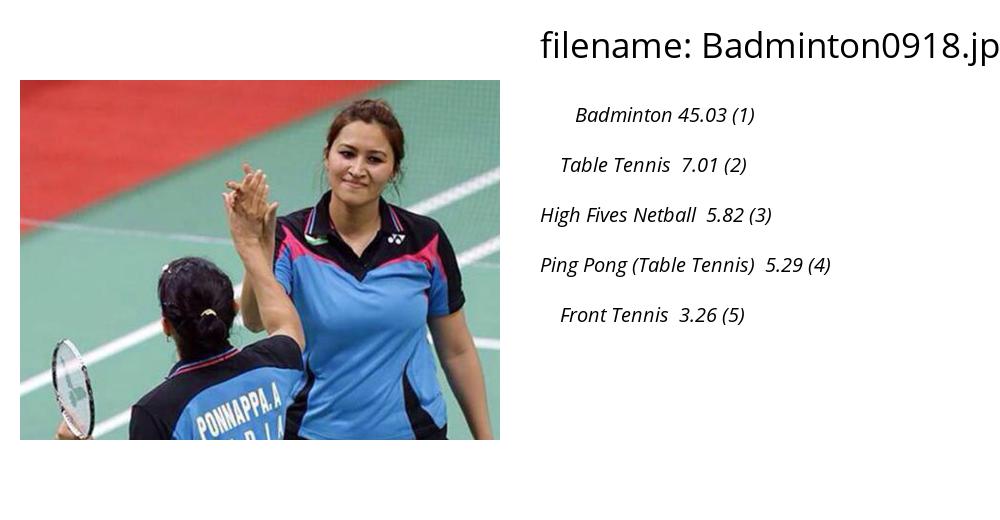 filename: Badminton0918.jp
Badminton 45.03 (1)
Table Tennis 7.01 (2)
High Fives Netball 5.82 (3)
Ping Pong (Table Tennis) 5.29 (4)
Front Tennis 3.26 (5)
PONNAPPA.A